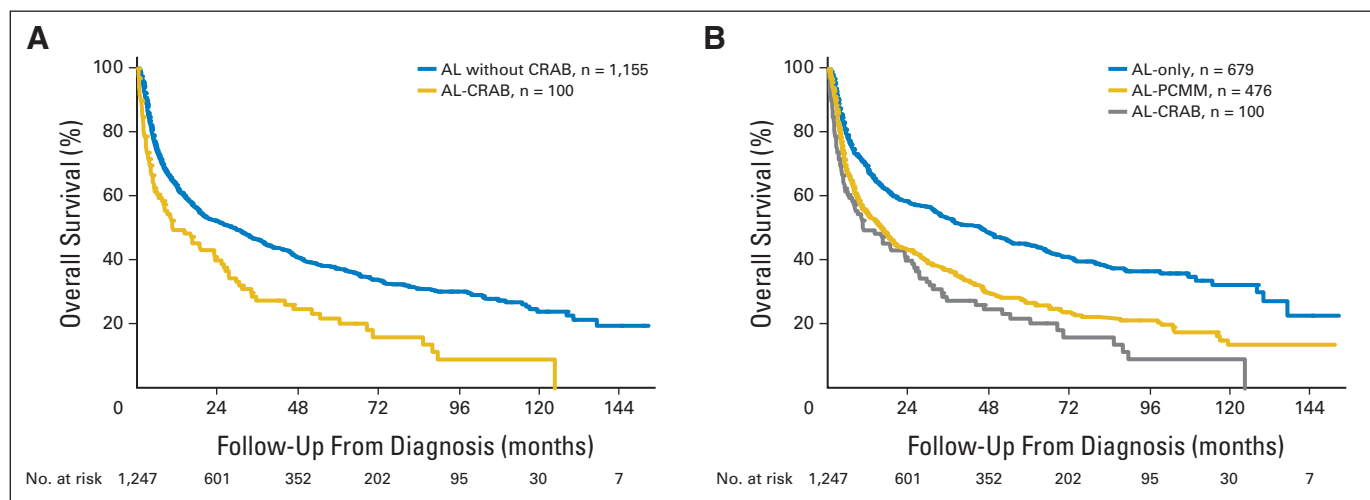 A
AL without CRAB, n = 1,155
AL-CRAB, n = 100
Overall Survival (%)
100
80
60
40
20
0
24 48 72 96 120 144
Follow-Up From Diagnosis (months)
No. at risk 1,247 601 352 202 95 30 7
B
AL-only, n = 679
AL-PCMM, n = 476
AL-CRAB, n = 100
Overall Survival (%)
100
80
60
40
20
0
24 48 72 96 120 144
Follow-Up From Diagnosis (months)
No. at risk 1,247 601 352 202 95 30 7